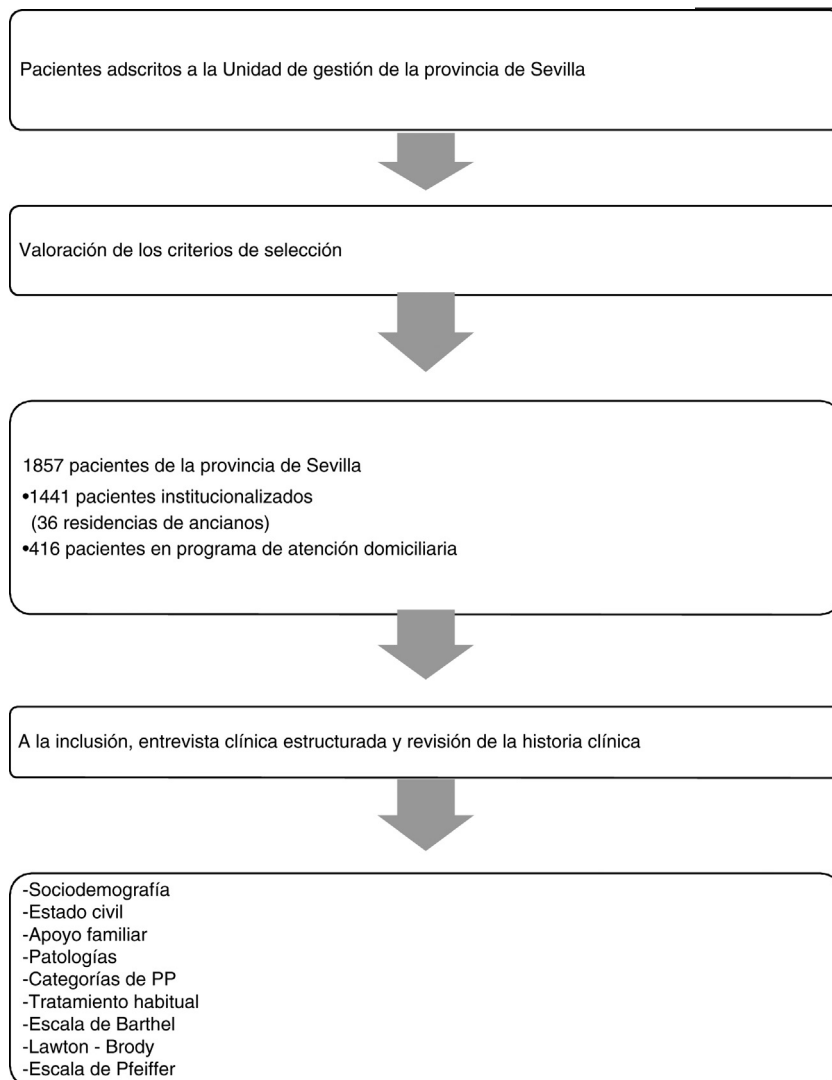 Pacientes adscritos a la Unidad de gestión de la provincia de Sevilla
Valoración de los criterios de selección
1857 pacientes de la provincia de Sevilla
•1441 pacientes institucionalizados
(36 residencias de ancianos)
•416 pacientes en programa de atención domiciliaria
A la inclusión, entrevista clínica estructurada y revisión de la historia clínica
-Sociodemografía
-Estado civil
-Apoyo familiar
-Patologías
-Categorías de PP
-Tratamiento habitual
-Escala de Barthel
-Lawton - Brody
-Escala de Pfeiffer